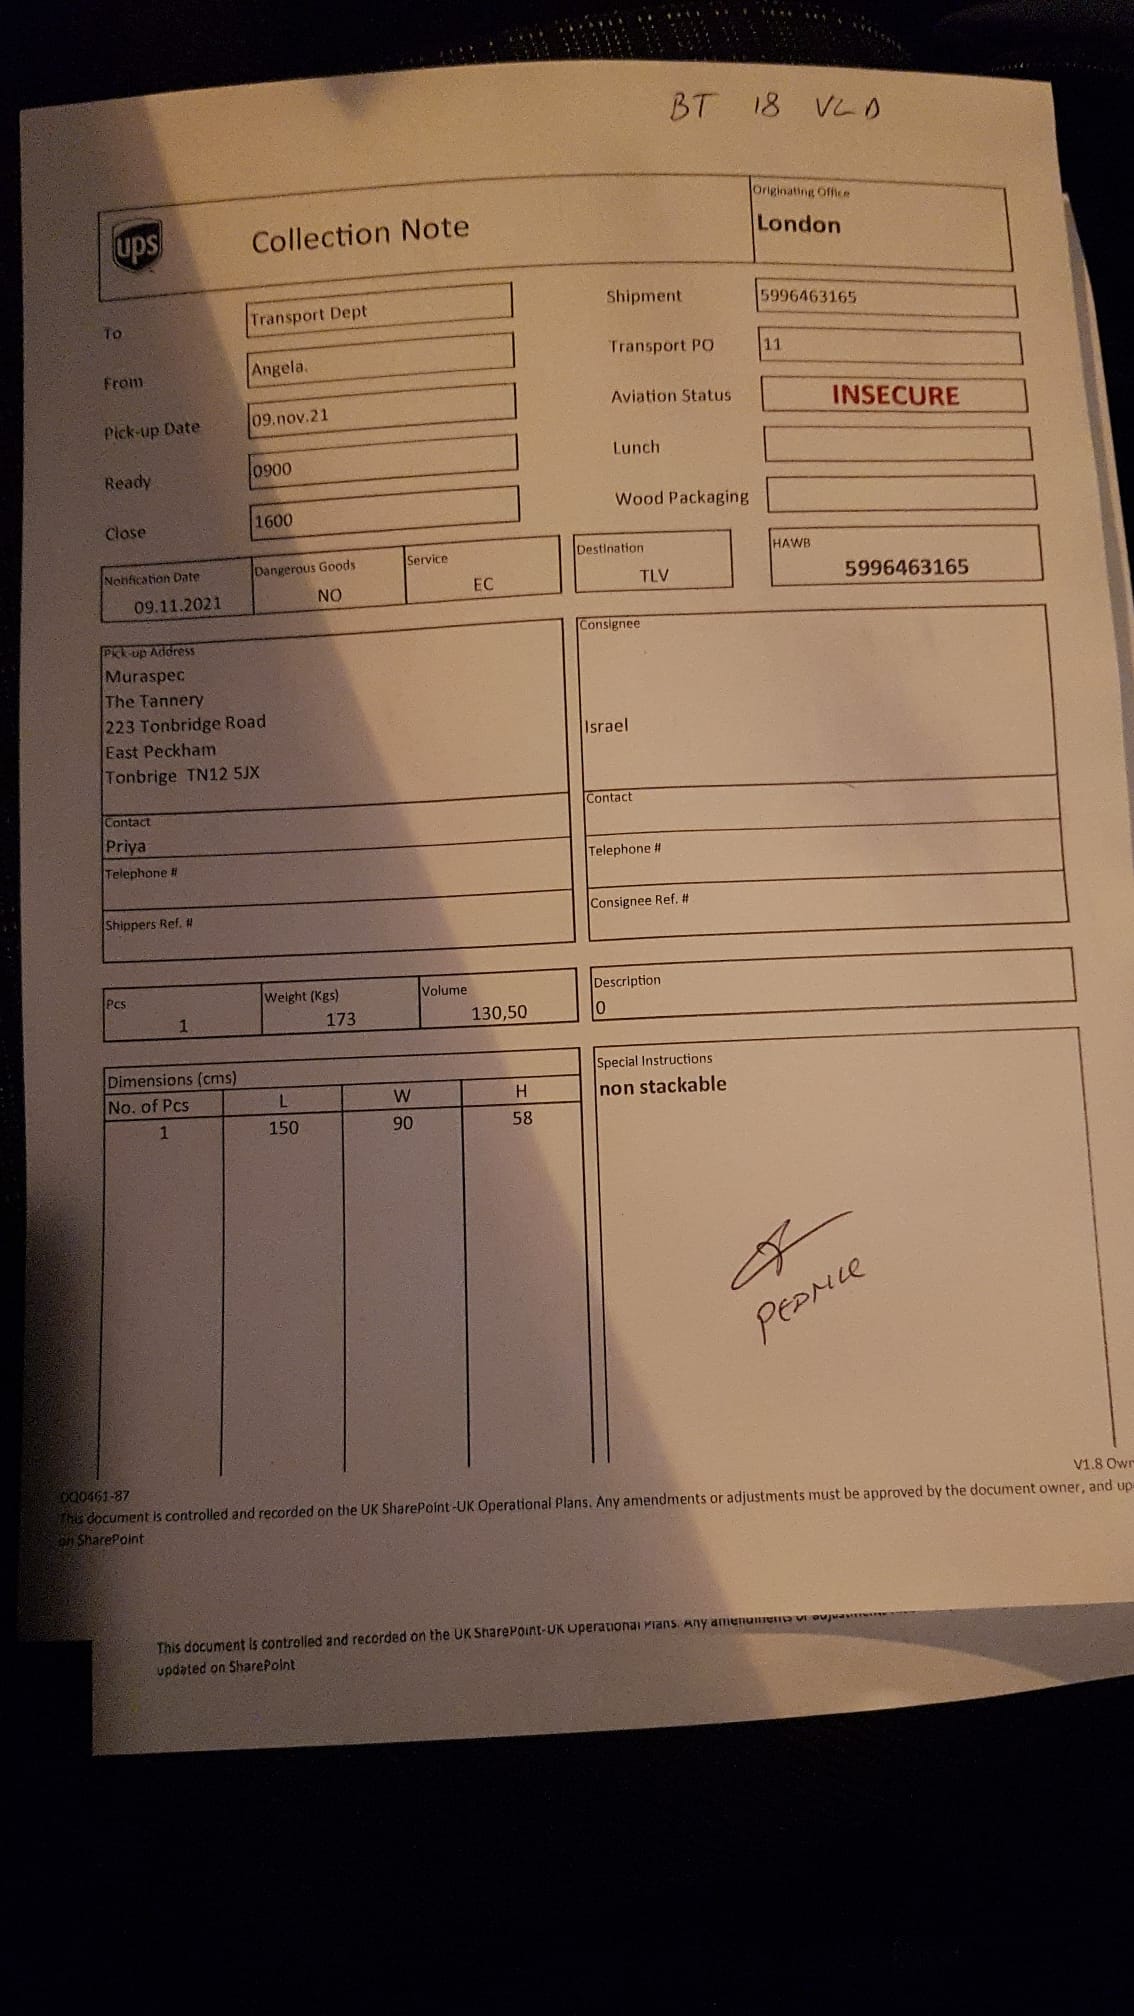 BT 18 VLD
ups
Collection Note
Originating Office
London
To
Transport Dept
From
Angela.
Pick-up Date
09.nov.21
Ready
0900
Close
1600
Shipment
5996463165
Transport PO
11
Aviation Status
INSECURE
Lunch
Wood Packaging
Notification Date
09.11.2021
Dangerous Goods
NO
Service
EC
Destination
TLV
HAWB
5996463165
Pick-up Address
Muraspec
The Tannery
223 Tonbridge Road
East Peckham
Tonbrige TN12 5JX
Contact
Priya
Telephone #
Shippers Ref. #
Consignee
Israel
Contact
Telephone #
Consignee Ref. #
Pcs
1
Weight (Kgs)
173
Volume
130,50
Description
0
Dimensions (cms)
No. of Pcs L W H
1 150 90 58
Special Instructions
non stackable
V1.8 Owr
OQ0461-87
This document is controlled and recorded on the UK SharePoint-UK Operational Plans. Any amendments or adjustments must be approved by the document owner, and up
on SharePoint
This document is controlled and recorded on the UK SharePoint-UK Operational Plans. Any amendments or
updated on SharePoint